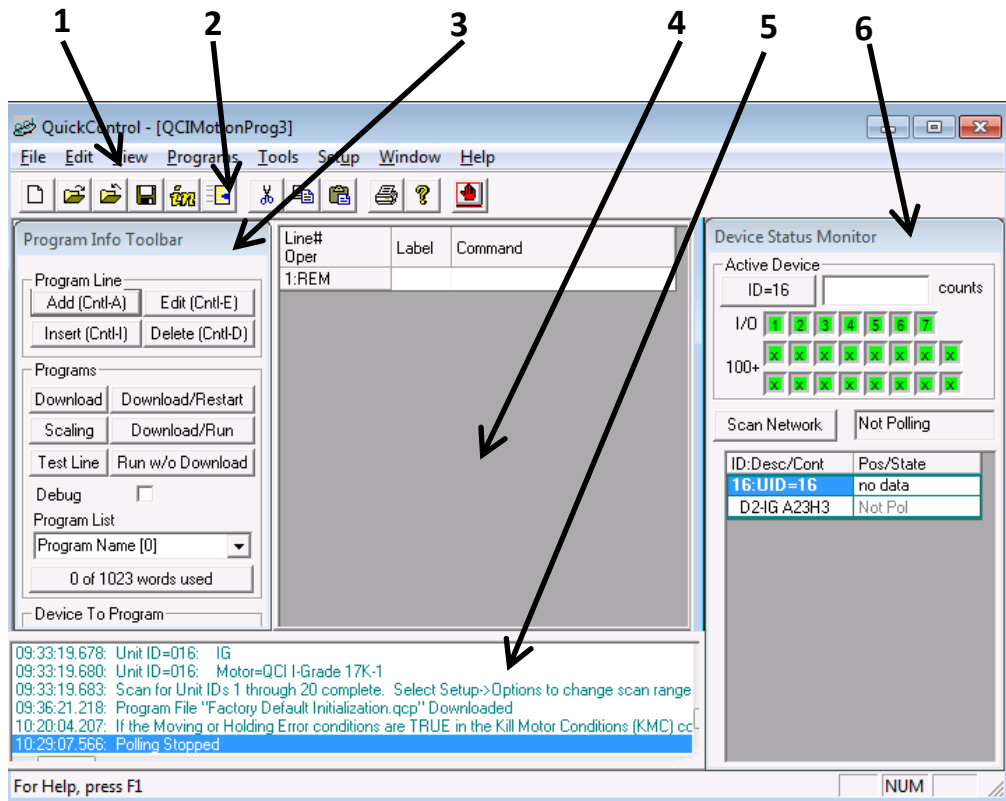 1 2 3 4 5 6
QuickControl - [QCIMotionProg3]
File Edit View Programs Tools Setup Window Help
Program Info Toolbar
Program Line
Add (Cntl-A) Edit (Cntl-E)
Insert (Cntl-I) Delete (Cntl-D)
Programs
Download Download/Restart
Scaling Download/Run
Test Line Run w/o Download
Debug
Program List
Program Name [0]
0 of 1023 words used
Device To Program
Line# Label Command
Oper
1:REM
Device Status Monitor
Active Device
ID=16 counts
I/O 1 2 3 4 5 6 7
x x x x x x x x
100+
x x x x x x x x
Scan Network Not Polling
ID:Desc/Cont Pos/State
16:UID=16 no data
D2-IG A23H3 Not Pol
09:33:19.678: Unit ID=016: IG
09:33:19.680: Unit ID=016: Motor=QCI I-Grade 17K-1
09:33:19.683: Scan for Unit IDs 1 through 20 complete. Select Setup->Options to change scan range
09:36:21.218: Program File "Factory Default Initialization.qcp" Downloaded
10:20:04.207: If the Moving or Holding Error conditions are TRUE in the Kill Motor Conditions (KMC) co
10:29:07.566: Polling Stopped
For Help, press F1 NUM